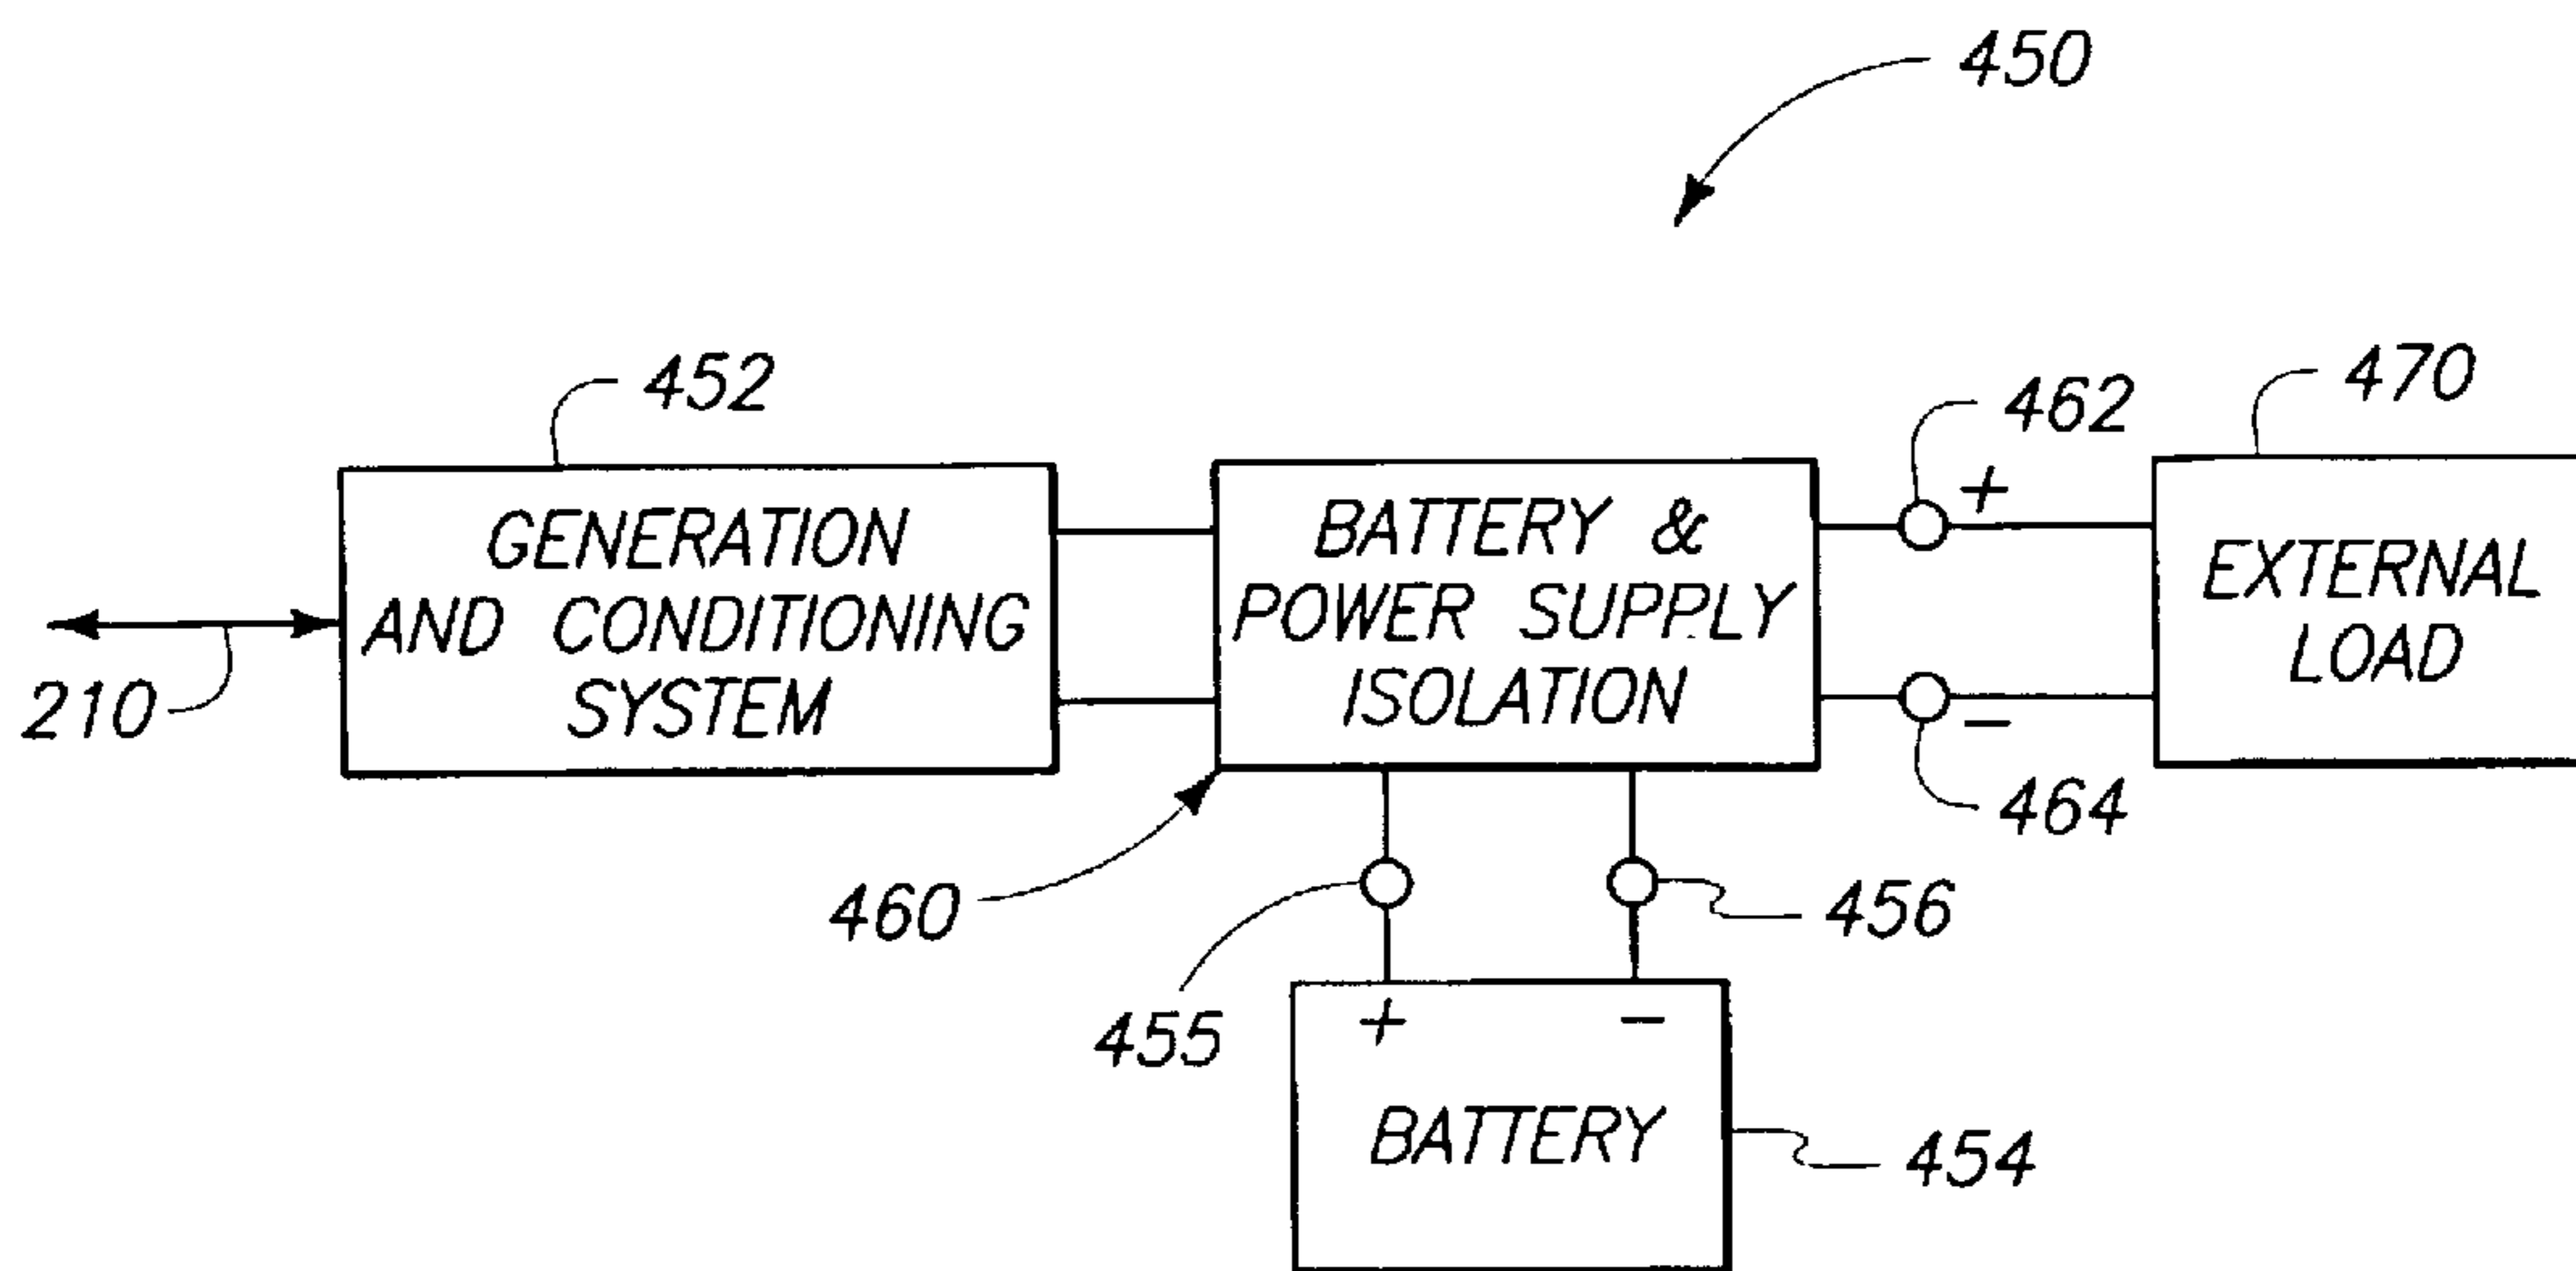 450
452
462
470
GENERATION
AND CONDITIONING
SYSTEM
BATTERY &
POWER SUPPLY
ISOLATION
+
-
EXTERNAL
LOAD
210
460
464
455
456
+ -
BATTERY
454